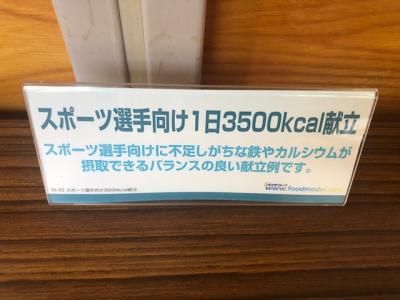 スポーツ選手向け1日3500kcal献立
スポーツ選手向けに不足しがちな鉄やカルシウムが
摂取できるバランスの良い献立例です。
www.foodmodel.com